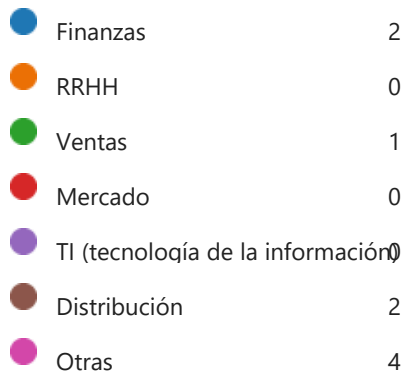 Finanzas 2
RRHH 0
Ventas 1
Mercado 0
TI (tecnología de la información) 0
Distribución 2
Otras 4